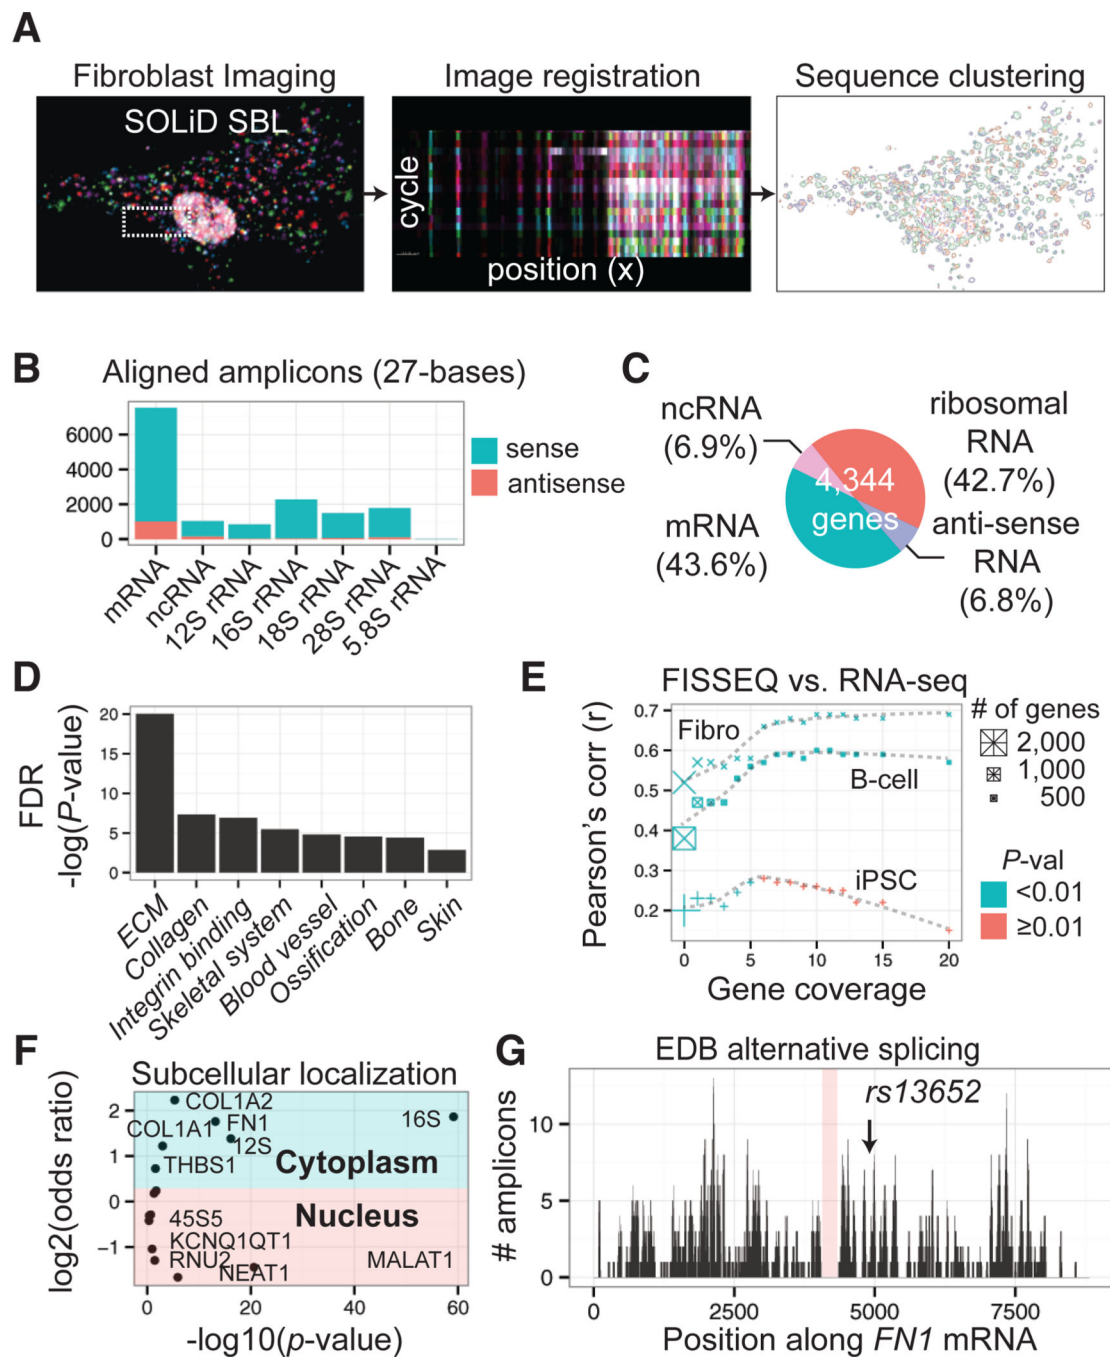 A
Fibroblast Imaging
Image registration
Sequence clustering
SOLiD SBL
cycle
position (x)
B
Aligned amplicons (27-bases)
6000
4000
2000
0
sense
antisense
mRNA
ncRNA
12S rRNA
16S rRNA
18S rRNA
28S rRNA
5.8S rRNA
C
ncRNA
(6.9%)
ribosomal
RNA
(42.7%)
4,344
genes
mRNA
(43.6%)
anti-sense
RNA
(6.8%)
D
FDR
-log(P-value)
20
15
10
5
0
ECM
Collagen
Integrin binding
Skeletal system
Blood vessel
Ossification
Bone
Skin
E
FISSEQ vs. RNA-seq
Pearson's corr (r)
0.7
0.6
0.5
0.4
0.3
0.2
Fibro
B-cell
iPSC
0
5
10
15
20
Gene coverage
# of genes
2,000
1,000
500
P-val
<0.01
≥0.01
F
Subcellular localization
log2(odds ratio)
2
1
0
−1
COL1A2
COL1A1
FN1
16S
12S
THBS1
Cytoplasm
Nucleus
45S5
KCNQ1QT1
RNU2
NEAT1
MALAT1
0
20
40
60
-log10(p-value)
G
EDB alternative splicing
rs13652
# amplicons
10
5
0
0
2500
5000
7500
Position along FN1 mRNA